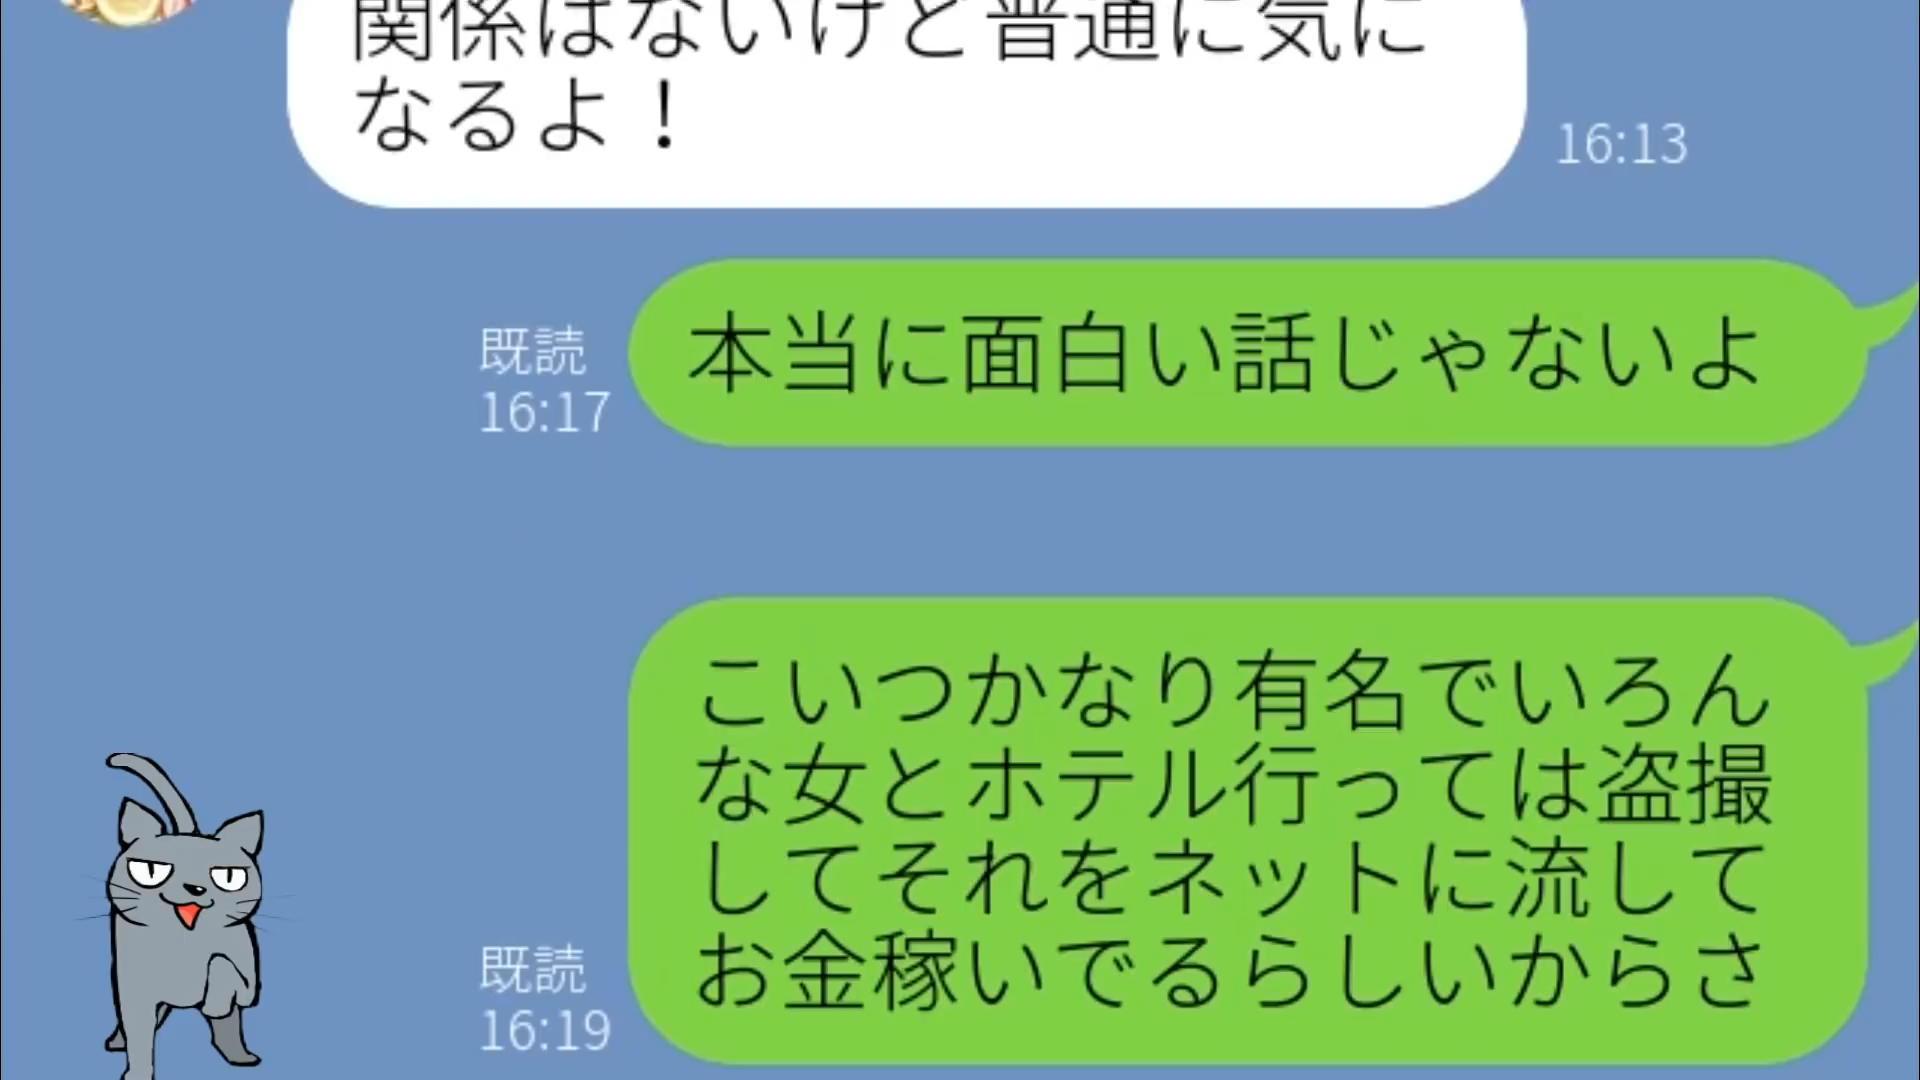 関係はないけど普通に気に
なるよ！
16:13
本当に面白い話じゃないよ
既読
16:17
こいつかなり有名でいろん
な女とホテル行っては盗撮
してそれをネットに流して
お金稼いでるらしいからさ
既読
16:19